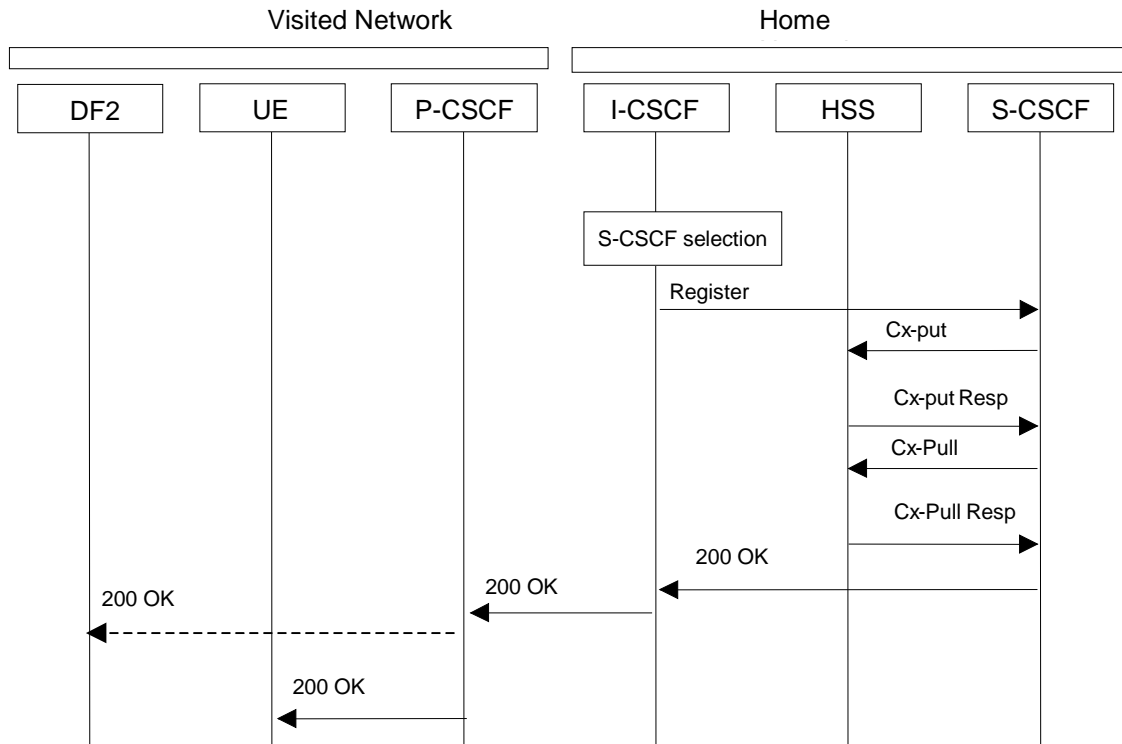 Visited Network
Home
DF2
UE
P-CSCF
I-CSCF
HSS
S-CSCF
S-CSCF selection
Register
Cx-put
Cx-put Resp
Cx-Pull
Cx-Pull Resp
200 OK
200 OK
200 OK
200 OK